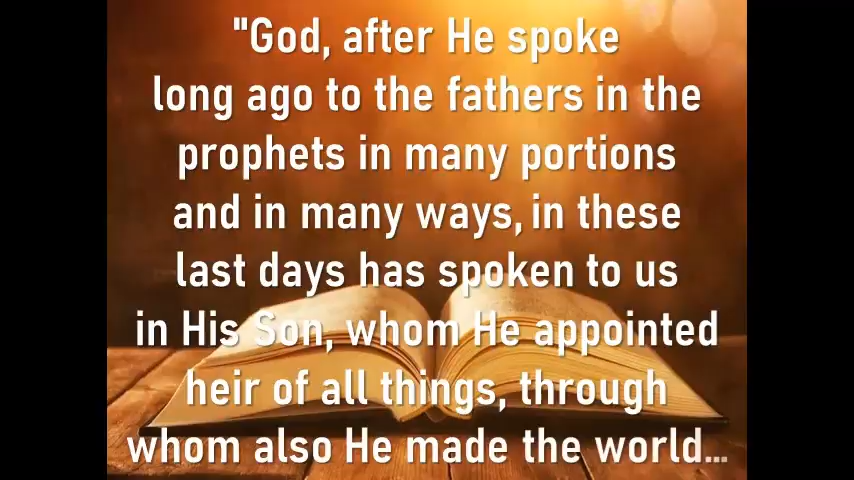 "God, after He spoke
long ago to the fathers in the
prophets in many portions
and in many ways, in these
last days has spoken to us
in His Son, whom He appointed
heir of all things, through
whom also He made the world...